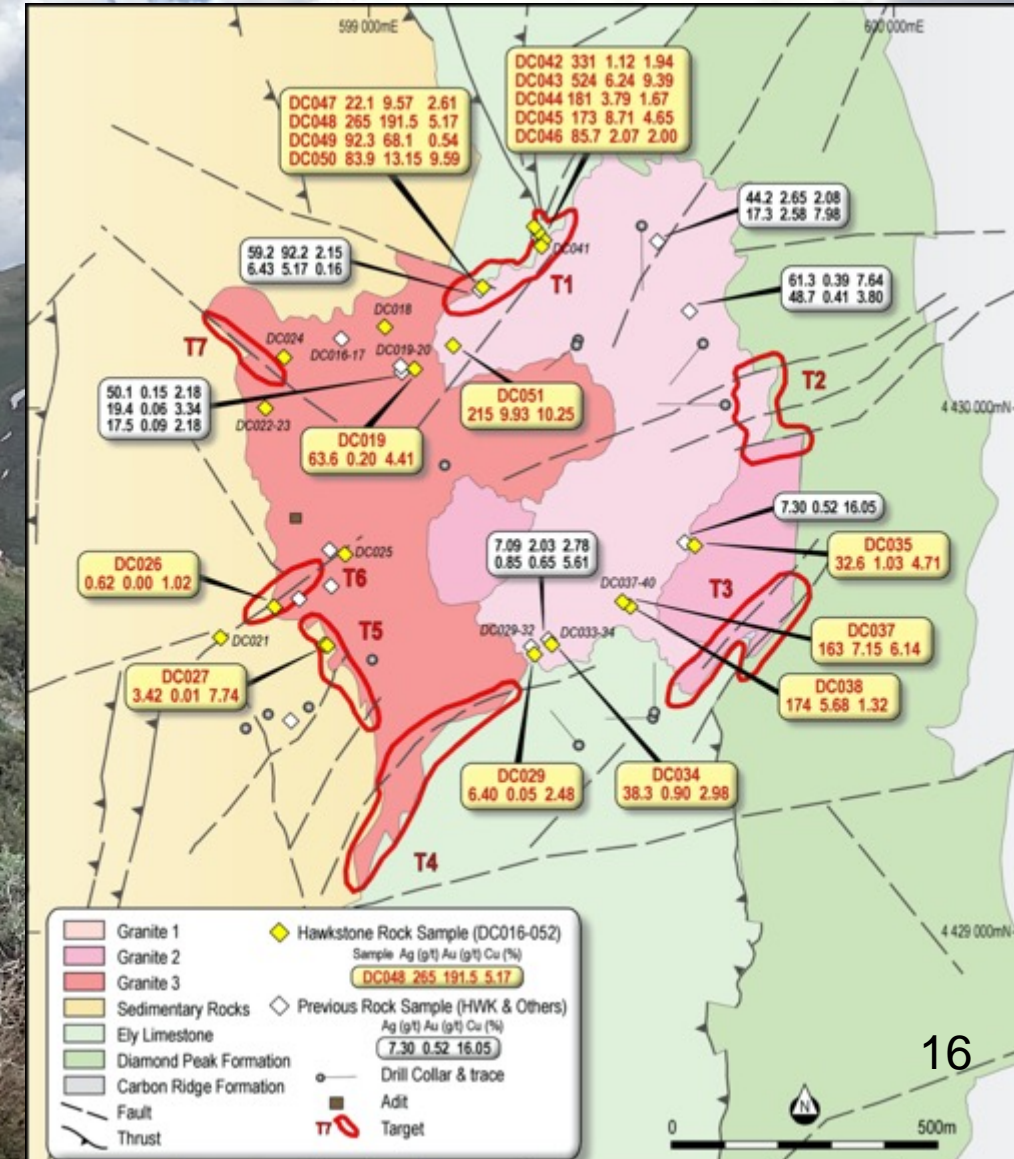 599 000mE
600 000mE
DC042 331 1.12 1.94
DC043 524 6.24 9.39
DC044 181 3.79 1.67
DC045 173 8.71 4.65
DC046 85.7 2.07 2.00
DC047 22.1 9.57 2.61
DC048 265 191.5 5.17
DC049 92.3 68.1 0.54
DC050 83.9 13.15 9.59
44.2 2.65 2.08
17.3 2.58 7.98
59.2 92.2 2.15
6.43 5.17 0.16
DC041
T1
61.3 0.39 7.64
48.7 0.41 3.80
DC018
T7
DC024
DC016-17
DC019-20
T2
50.1 0.15 2.18
19.4 0.06 3.34
17.5 0.09 2.18
DC022-23
DC051
215 9.93 10.25
4 430 000mN
DC019
63.6 0.20 4.41
7.30 0.52 16.05
7.09 2.03 2.78
0.85 0.65 5.61
DC035
32.6 1.03 4.71
DC025
DC026
0.62 0.00 1.02
T6
T3
DC037-40
DC021
T5
DC029-32
DC033-34
DC037
163 7.15 6.14
DC027
3.42 0.01 7.74
DC038
174 5.68 1.32
DC029
6.40 0.05 2.48
DC034
38.3 0.90 2.98
T4
Granite 1
Granite 2
Granite 3
Sedimentary Rocks
Ely Limestone
Diamond Peak Formation
Carbon Ridge Formation
Fault
Thrust
Hawkstone Rock Sample (DC016-052)
Sample Ag (g/t) Au (g/t) Cu (%)
DC048 265 191.5 5.17
Previous Rock Sample (HWK & Others)
Ag (g/t) Au (g/t) Cu (%)
7.30 0.52 16.05
Drill Collar & trace
Adit
T7 Target
4 429 000mN
16
N
0 500m